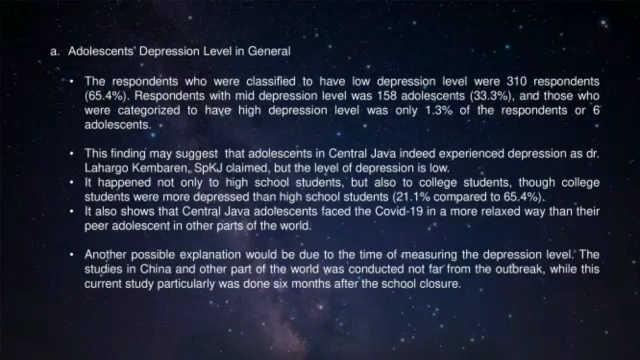 a. Adolescents' Depression Level in General
• The respondents who were classified to have low depression level were 310 respondents
(65.4%). Respondents with mid depression level was 158 adolescents (33.3%), and those who
were categorized to have high depression level was only 1.3% of the respondents or 6
adolescents.
• This finding may suggest that adolescents in Central Java indeed experienced depression as dr.
Lahargo Kembaren, SpKJ claimed, but the level of depression is low.
• It happened not only to high school students, but also to college students, though college
students were more depressed than high school students (21.1% compared to 65.4%).
• It also shows that Central Java adolescents faced the Covid-19 in a more relaxed way than their
peer adolescent in other parts of the world.
• Another possible explanation would be due to the time of measuring the depression level. The
studies in China and other part of the world was conducted not far from the outbreak, while this
current study particularly was done six months after the school closure.